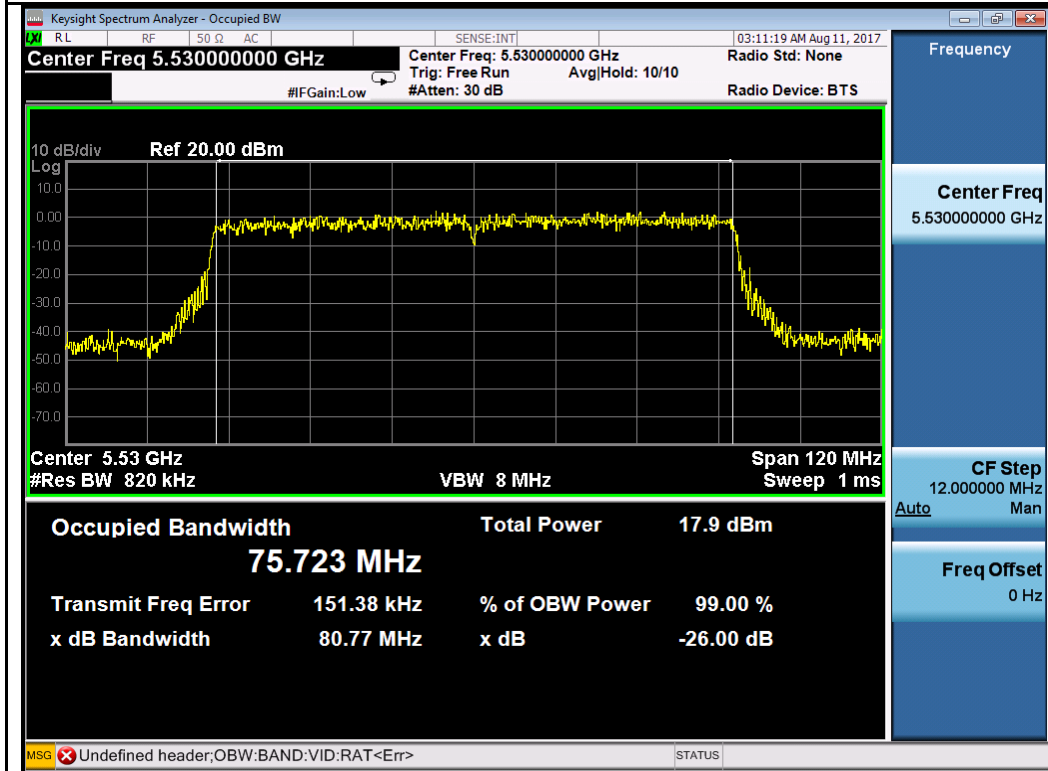 Keysight Spectrum Analyzer - Occupied BW
LXI RL RF 50 Ω AC SENSE:INT 03:11:19 AM Aug 11, 2017
Center Freq 5.530000000 GHz
Center Freq: 5.530000000 GHz Radio Std: None
Trig: Free Run Avg|Hold: 10/10
#IFGain:Low #Atten: 30 dB Radio Device: BTS
10 dB/div Ref 20.00 dBm
Log
10.0
0.00
-10.0
-20.0
-30.0
-40.0
-50.0
-60.0
-70.0
Center 5.53 GHz Span 120 MHz
#Res BW 820 kHz VBW 8 MHz Sweep 1 ms
Occupied Bandwidth Total Power 17.9 dBm
75.723 MHz
Transmit Freq Error 151.38 kHz % of OBW Power 99.00 %
x dB Bandwidth 80.77 MHz x dB -26.00 dB
Frequency
Center Freq
5.530000000 GHz
CF Step
12.000000 MHz
Auto Man
Freq Offset
0 Hz
MSG Undefined header;OBW:BAND:VID:RAT<Err> STATUS